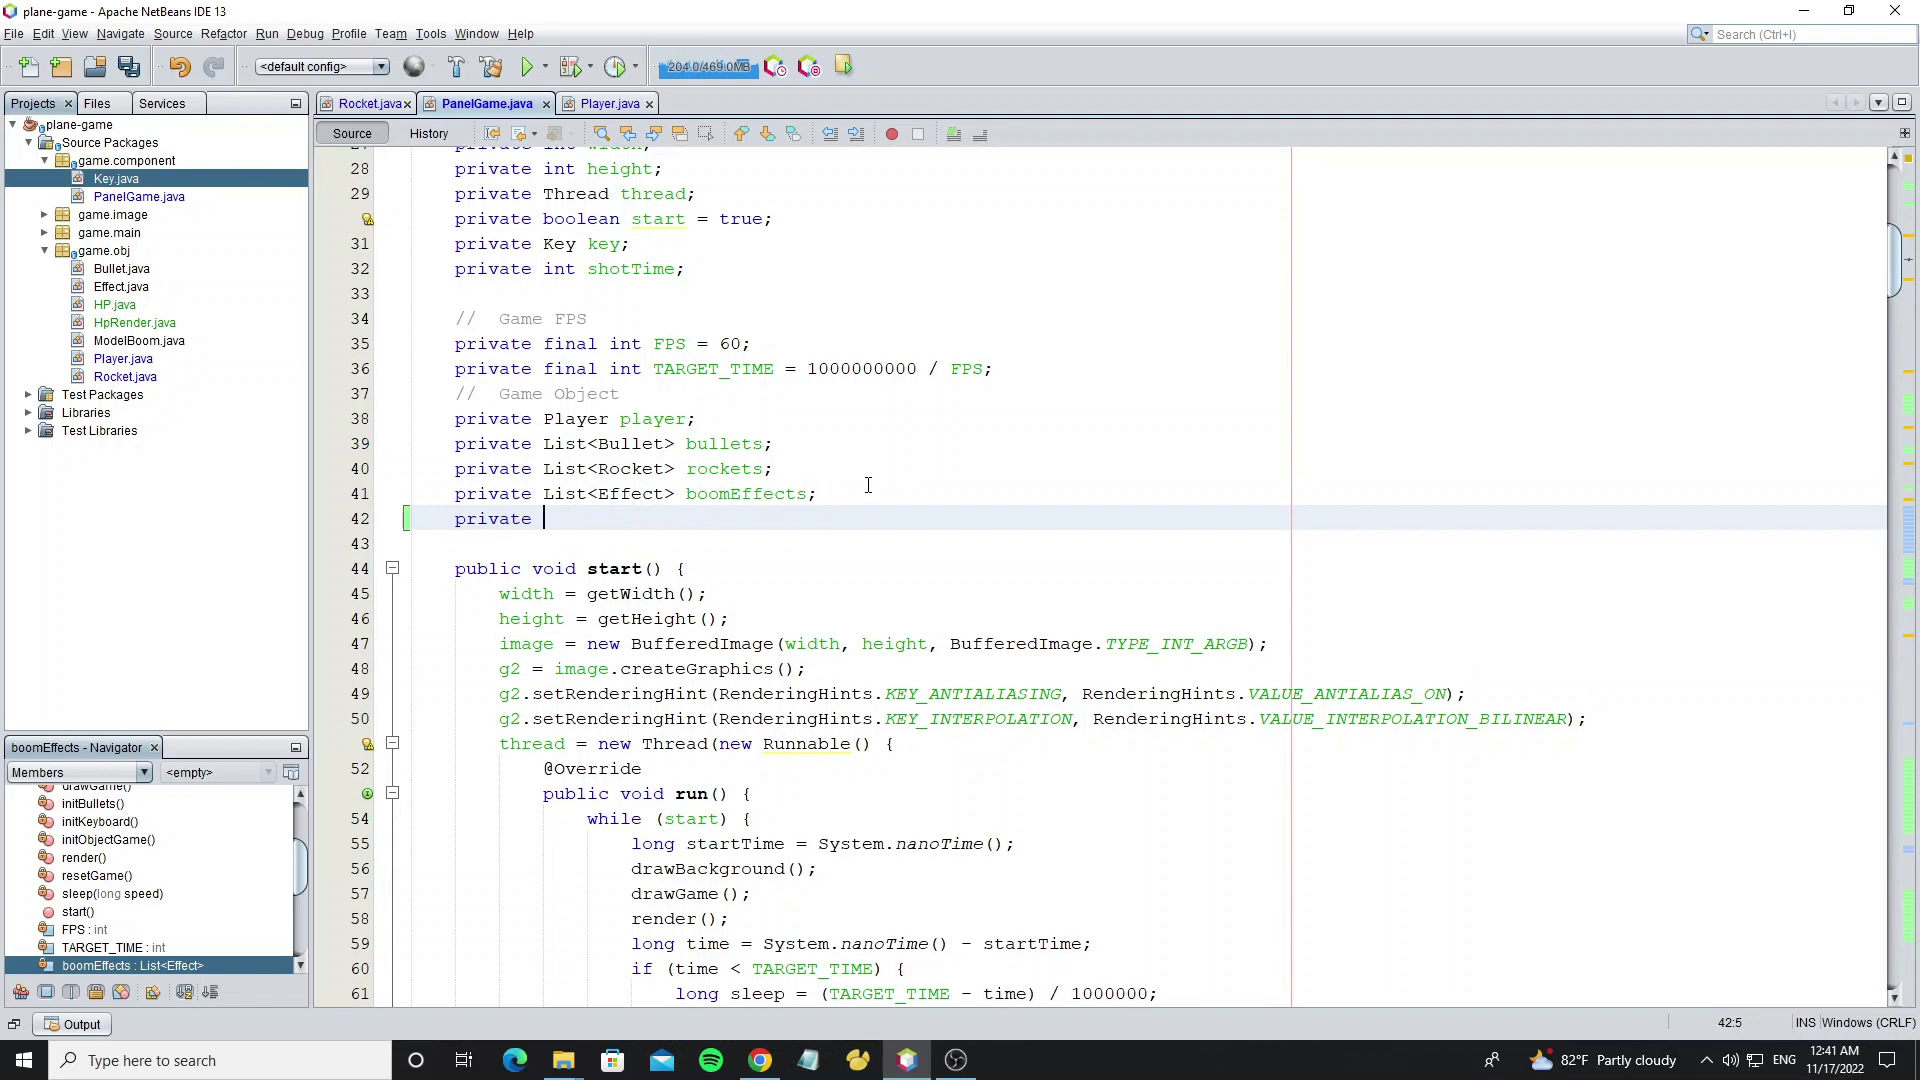 plane-game - Apache NetBeans IDE 13
File Edit View Navigate Source Refactor Run Debug Profile Team Tools Window Help
Search (Ctrl+I)
<default config>
204.0/469.0MB
Projects Files Services
Rocket.java PanelGame.java Player.java
Source History
plane-game
Source Packages
game.component
Key.java
PanelGame.java
game.image
game.main
game.obj
Bullet.java
Effect.java
HP.java
HpRender.java
ModelBoom.java
Player.java
Rocket.java
Test Packages
Libraries
Test Libraries
boomEffects - Navigator
Members <empty>
drawGame()
initBullets()
initKeyboard()
initObjectGame()
render()
resetGame()
sleep(long speed)
start()
FPS : int
TARGET_TIME : int
boomEffects : List<Effect>
27 private int width;
28 private int height;
29 private Thread thread;
private boolean start = true;
31 private Key key;
32 private int shotTime;
33
34 // Game FPS
35 private final int FPS = 60;
36 private final int TARGET_TIME = 1000000000 / FPS;
37 // Game Object
38 private Player player;
39 private List<Bullet> bullets;
40 private List<Rocket> rockets;
41 private List<Effect> boomEffects;
42 private
43
44 public void start() {
45 width = getWidth();
46 height = getHeight();
47 image = new BufferedImage(width, height, BufferedImage.TYPE_INT_ARGB);
48 g2 = image.createGraphics();
49 g2.setRenderingHint(RenderingHints.KEY_ANTIALIASING, RenderingHints.VALUE_ANTIALIAS_ON);
50 g2.setRenderingHint(RenderingHints.KEY_INTERPOLATION, RenderingHints.VALUE_INTERPOLATION_BILINEAR);
thread = new Thread(new Runnable() {
52 @Override
public void run() {
54 while (start) {
55 long startTime = System.nanoTime();
56 drawBackground();
57 drawGame();
58 render();
59 long time = System.nanoTime() - startTime;
60 if (time < TARGET_TIME) {
61 long sleep = (TARGET_TIME - time) / 1000000;
Output
42:5 INS Windows (CRLF)
Type here to search
82°F Partly cloudy
ENG
12:41 AM
11/17/2022